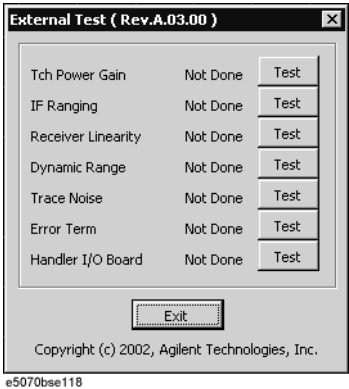 External Test ( Rev.A.03.00 )
Tch Power Gain Not Done Test
IF Ranging Not Done Test
Receiver Linearity Not Done Test
Dynamic Range Not Done Test
Trace Noise Not Done Test
Error Term Not Done Test
Handler I/O Board Not Done Test
Exit
Copyright (c) 2002, Agilent Technologies, Inc.
e5070bse118